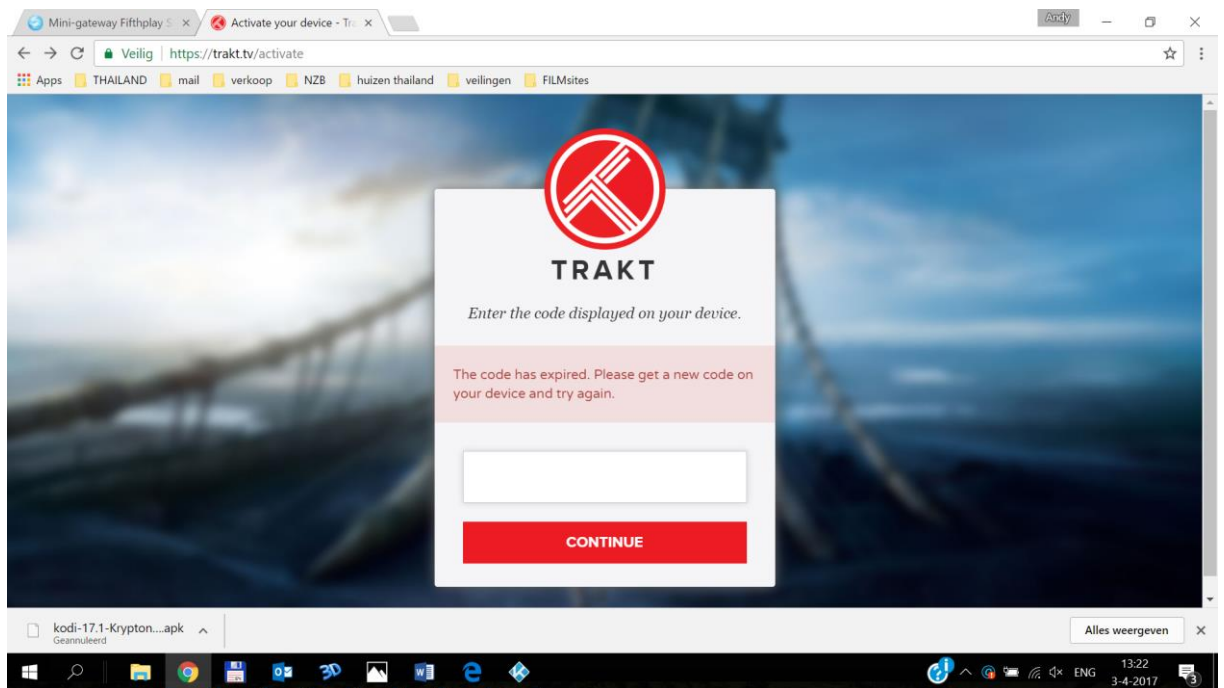 Mini-gateway Fifthplay S
Activate your device - Tra
Andy
Veilig
https://trakt.tv/activate
Apps THAILAND mail verkoop NZB huizen thailand veilingen FILMsites
TRAKT
Enter the code displayed on your device.
The code has expired. Please get a new code on
your device and try again.
CONTINUE
kodi-17.1-Krypton....apk
Geannuleerd
Alles weergeven
ENG
13:22
3-4-2017
3